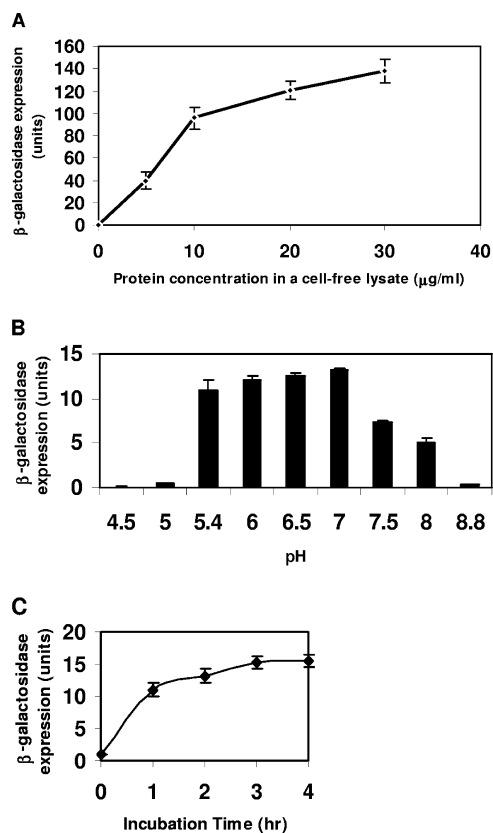 A
β-galactosidase expression
(units)
160
140
120
100
80
60
40
20
0
0 10 20 30 40
Protein concentration in a cell-free lysate (μg/ml)
B
β-galactosidase
expression (units)
15
10
5
0
4.5 5 5.4 6 6.5 7 7.5 8 8.8
pH
C
β-galactosidase
expression (units)
20
15
10
5
0
0 1 2 3 4
Incubation Time (hr)